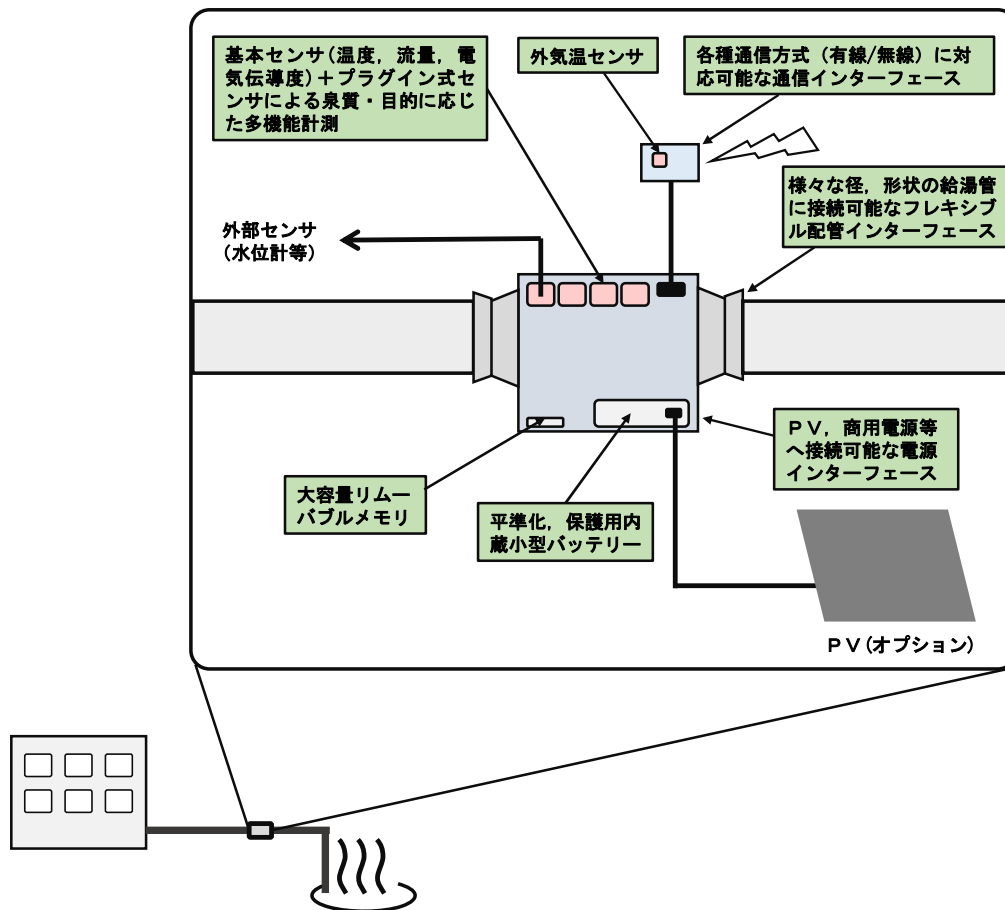 基本センサ(温度，流量，電
気伝導度)＋プラグイン式セ
ンサによる泉質・目的に応じ
た多機能計測
外気温センサ
各種通信方式（有線/無線）に対
応可能な通信インターフェース
様々な径，形状の給湯管
に接続可能なフレキシブ
ル配管インターフェース
外部センサ
(水位計等)
ＰＶ，商用電源等
へ接続可能な電源
インターフェース
大容量リムー
バブルメモリ
平準化，保護用内
蔵小型バッテリー
ＰＶ(オプション)